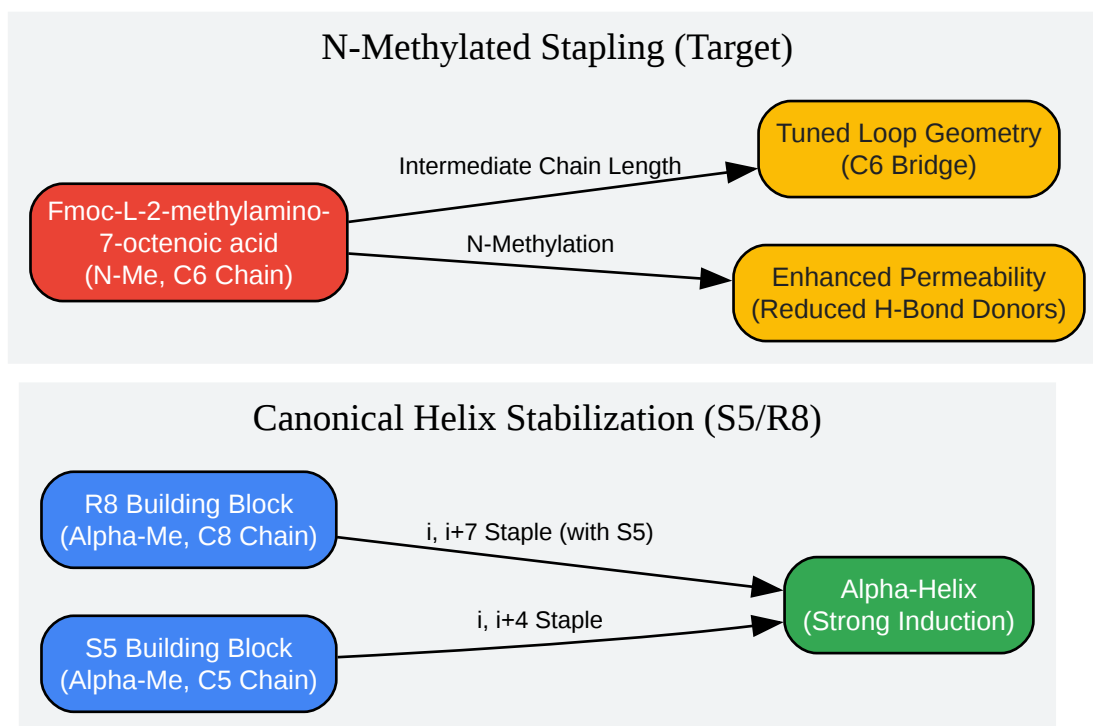 N-Methylated Stapling (Target)
Fmoc-L-2-methylamino-
7-octenoic acid
(N-Me, C6 Chain)
Intermediate Chain Length
N-Methylation
Tuned Loop Geometry
(C6 Bridge)
Enhanced Permeability
(Reduced H-Bond Donors)
Canonical Helix Stabilization (S5/R8)
R8 Building Block
(Alpha-Me, C8 Chain)
S5 Building Block
(Alpha-Me, C5 Chain)
i, i+7 Staple (with S5)
i, i+4 Staple
Alpha-Helix
(Strong Induction)